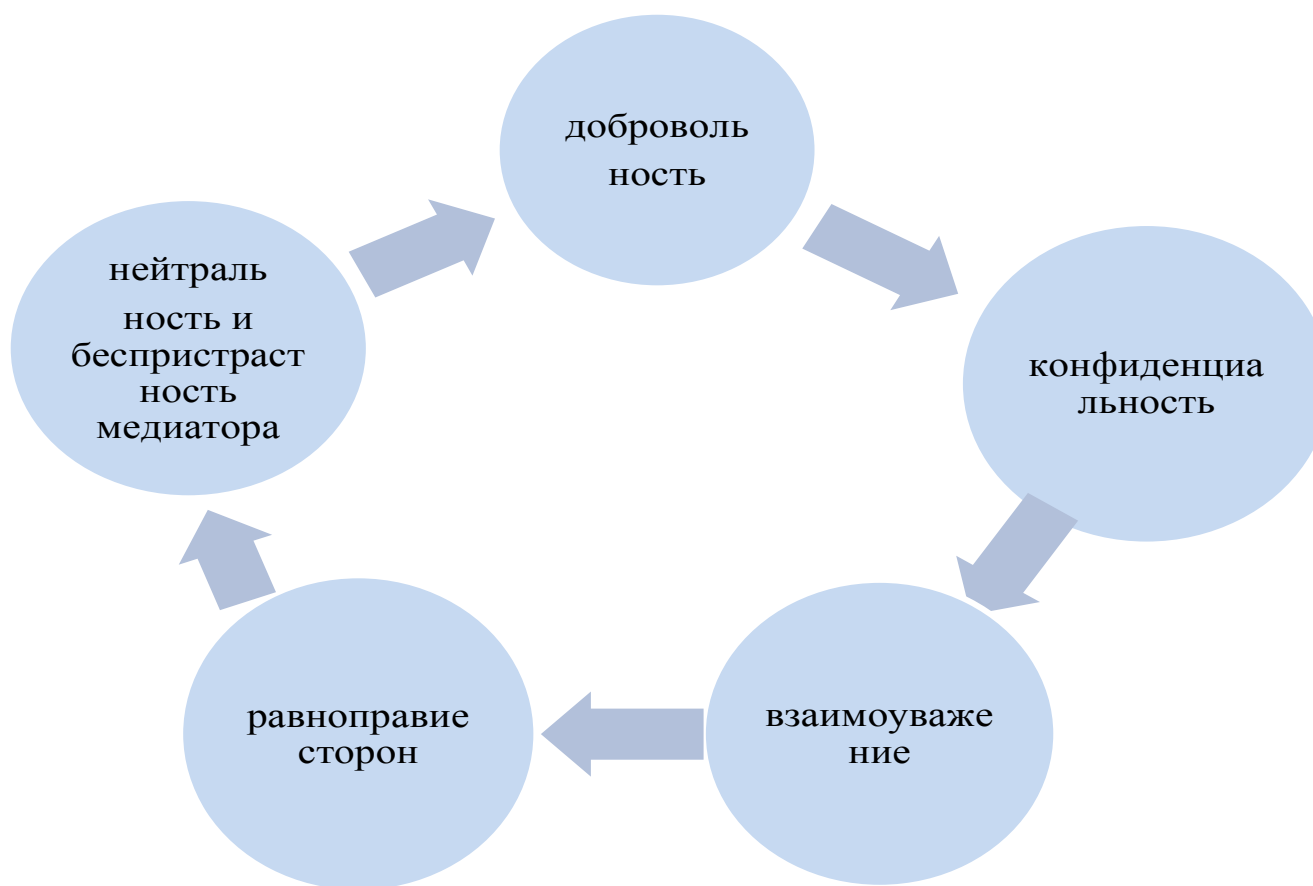 доброволь
ность
конфиденциа
льность
взаимоуваже
ние
равноправие
сторон
нейтраль
ность и
беспристраст
ность
медиатора